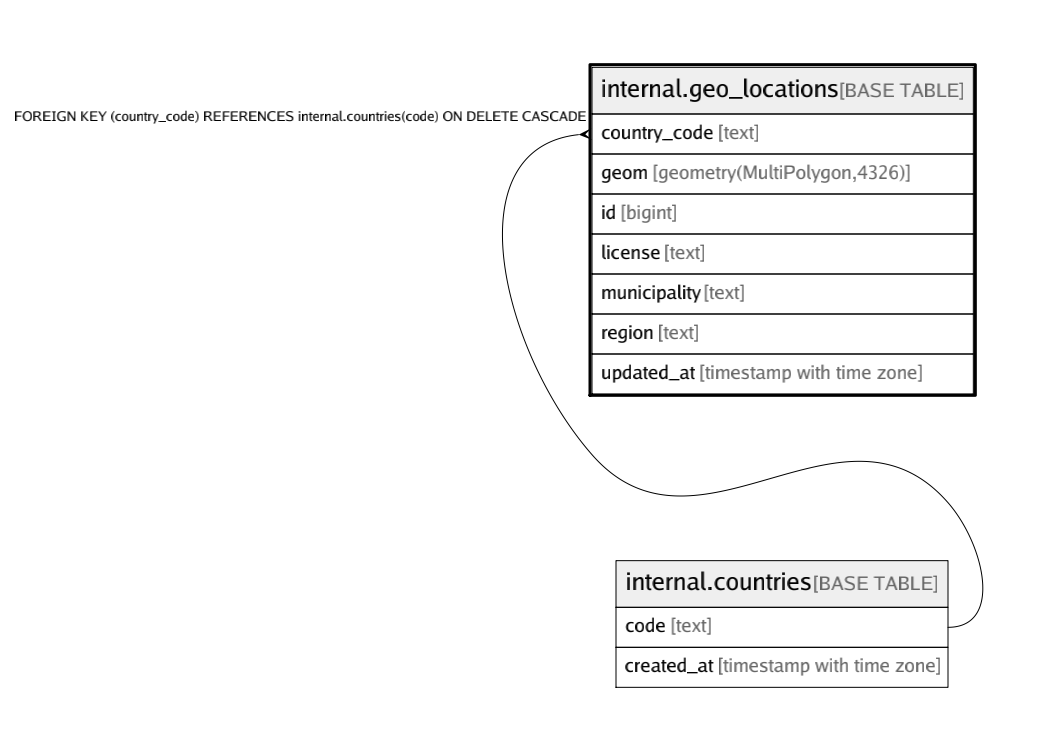 internal.geo_locations[BASE TABLE]
FOREIGN KEY (country_code) REFERENCES internal.countries(code) ON DELETE CASCADE
country_code [text]
geom [geometry(MultiPolygon,4326)]
id [bigint]
license [text]
municipality [text]
region [text]
updated_at [timestamp with time zone]
internal.countries[BASE TABLE]
code [text]
created_at [timestamp with time zone]